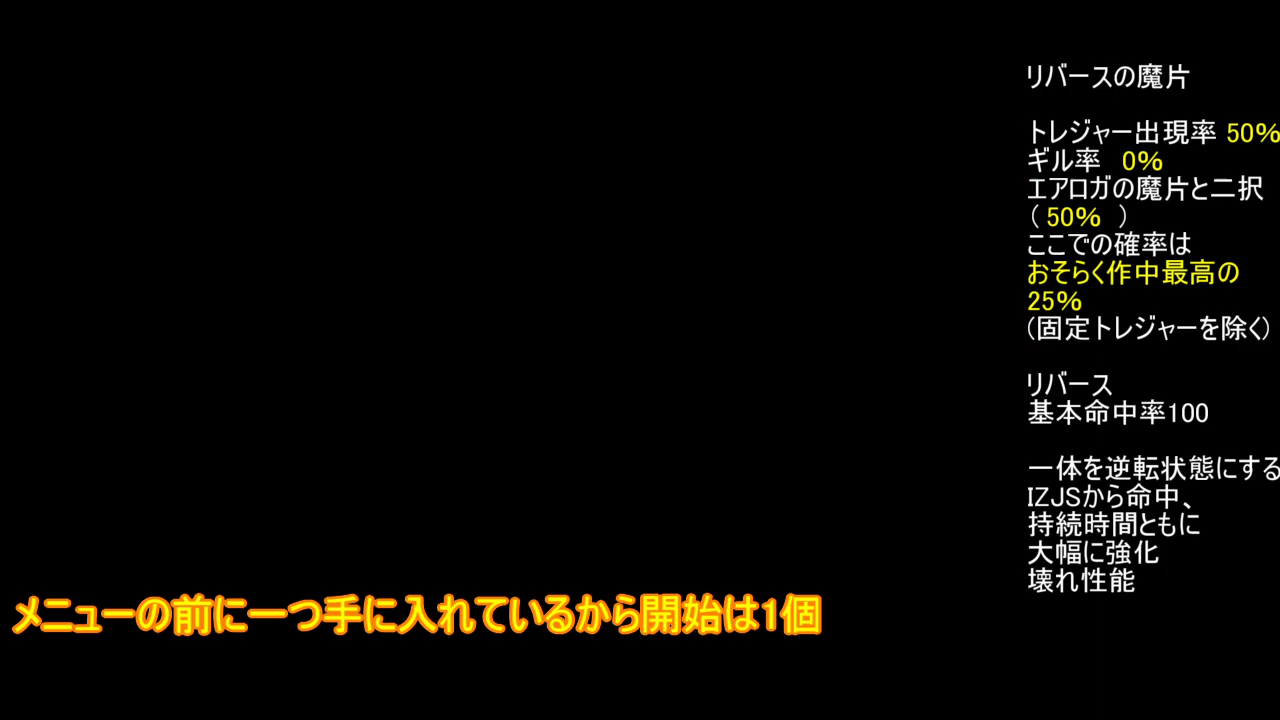 リバースの魔片
トレジャー出現率 50%
ギル率 0%
エアロガの魔片と二択
（50%）
ここでの確率は
おそらく作中最高の
25%
(固定トレジャーを除く)
リバース
基本命中率100
一体を逆転状態にする
IZJSから命中、
持続時間ともに
大幅に強化
壊れ性能
メニューの前に一つ手に入れているから開始は1個